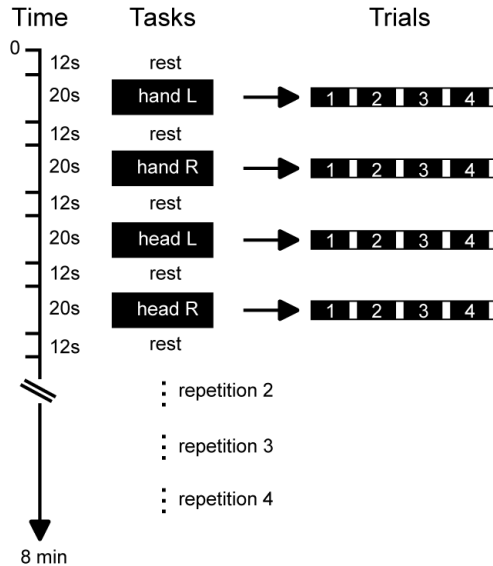 Time Tasks Trials
0
12s rest
20s hand L 1 2 3 4
12s rest
20s hand R 1 2 3 4
12s rest
20s head L 1 2 3 4
12s rest
20s head R 1 2 3 4
12s rest
repetition 2
repetition 3
repetition 4
8 min